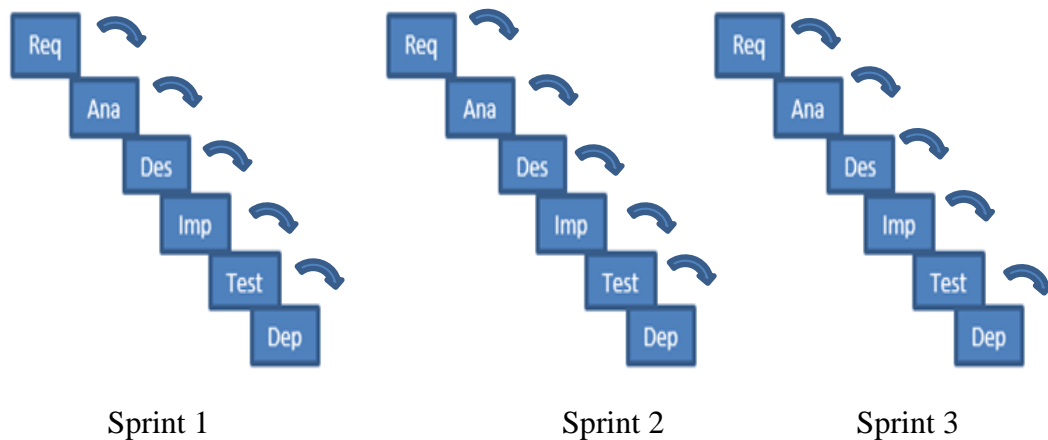 Req
Ana
Des
Imp
Test
Dep
Sprint 1
Req
Ana
Des
Imp
Test
Dep
Sprint 2
Req
Ana
Des
Imp
Test
Dep
Sprint 3